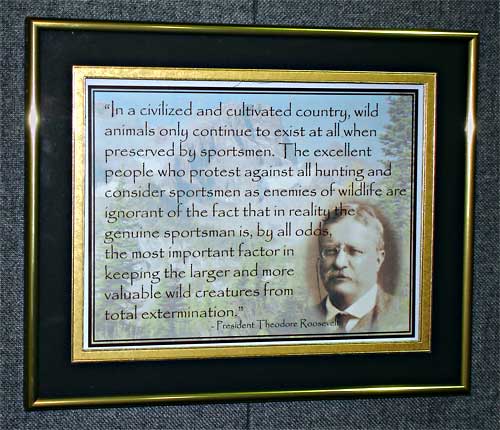 "In a civilized and cultivated country, wild
animals only continue to exist at all when
preserved by sportsmen. The excellent
people who protest against all hunting and
consider sportsmen as enemies of wildlife are
ignorant of the fact that in reality the
genuine sportsman is, by all odds,
the most important factor in
keeping the larger and more
valuable wild creatures from
total extermination."
- President Theodore Roosevelt